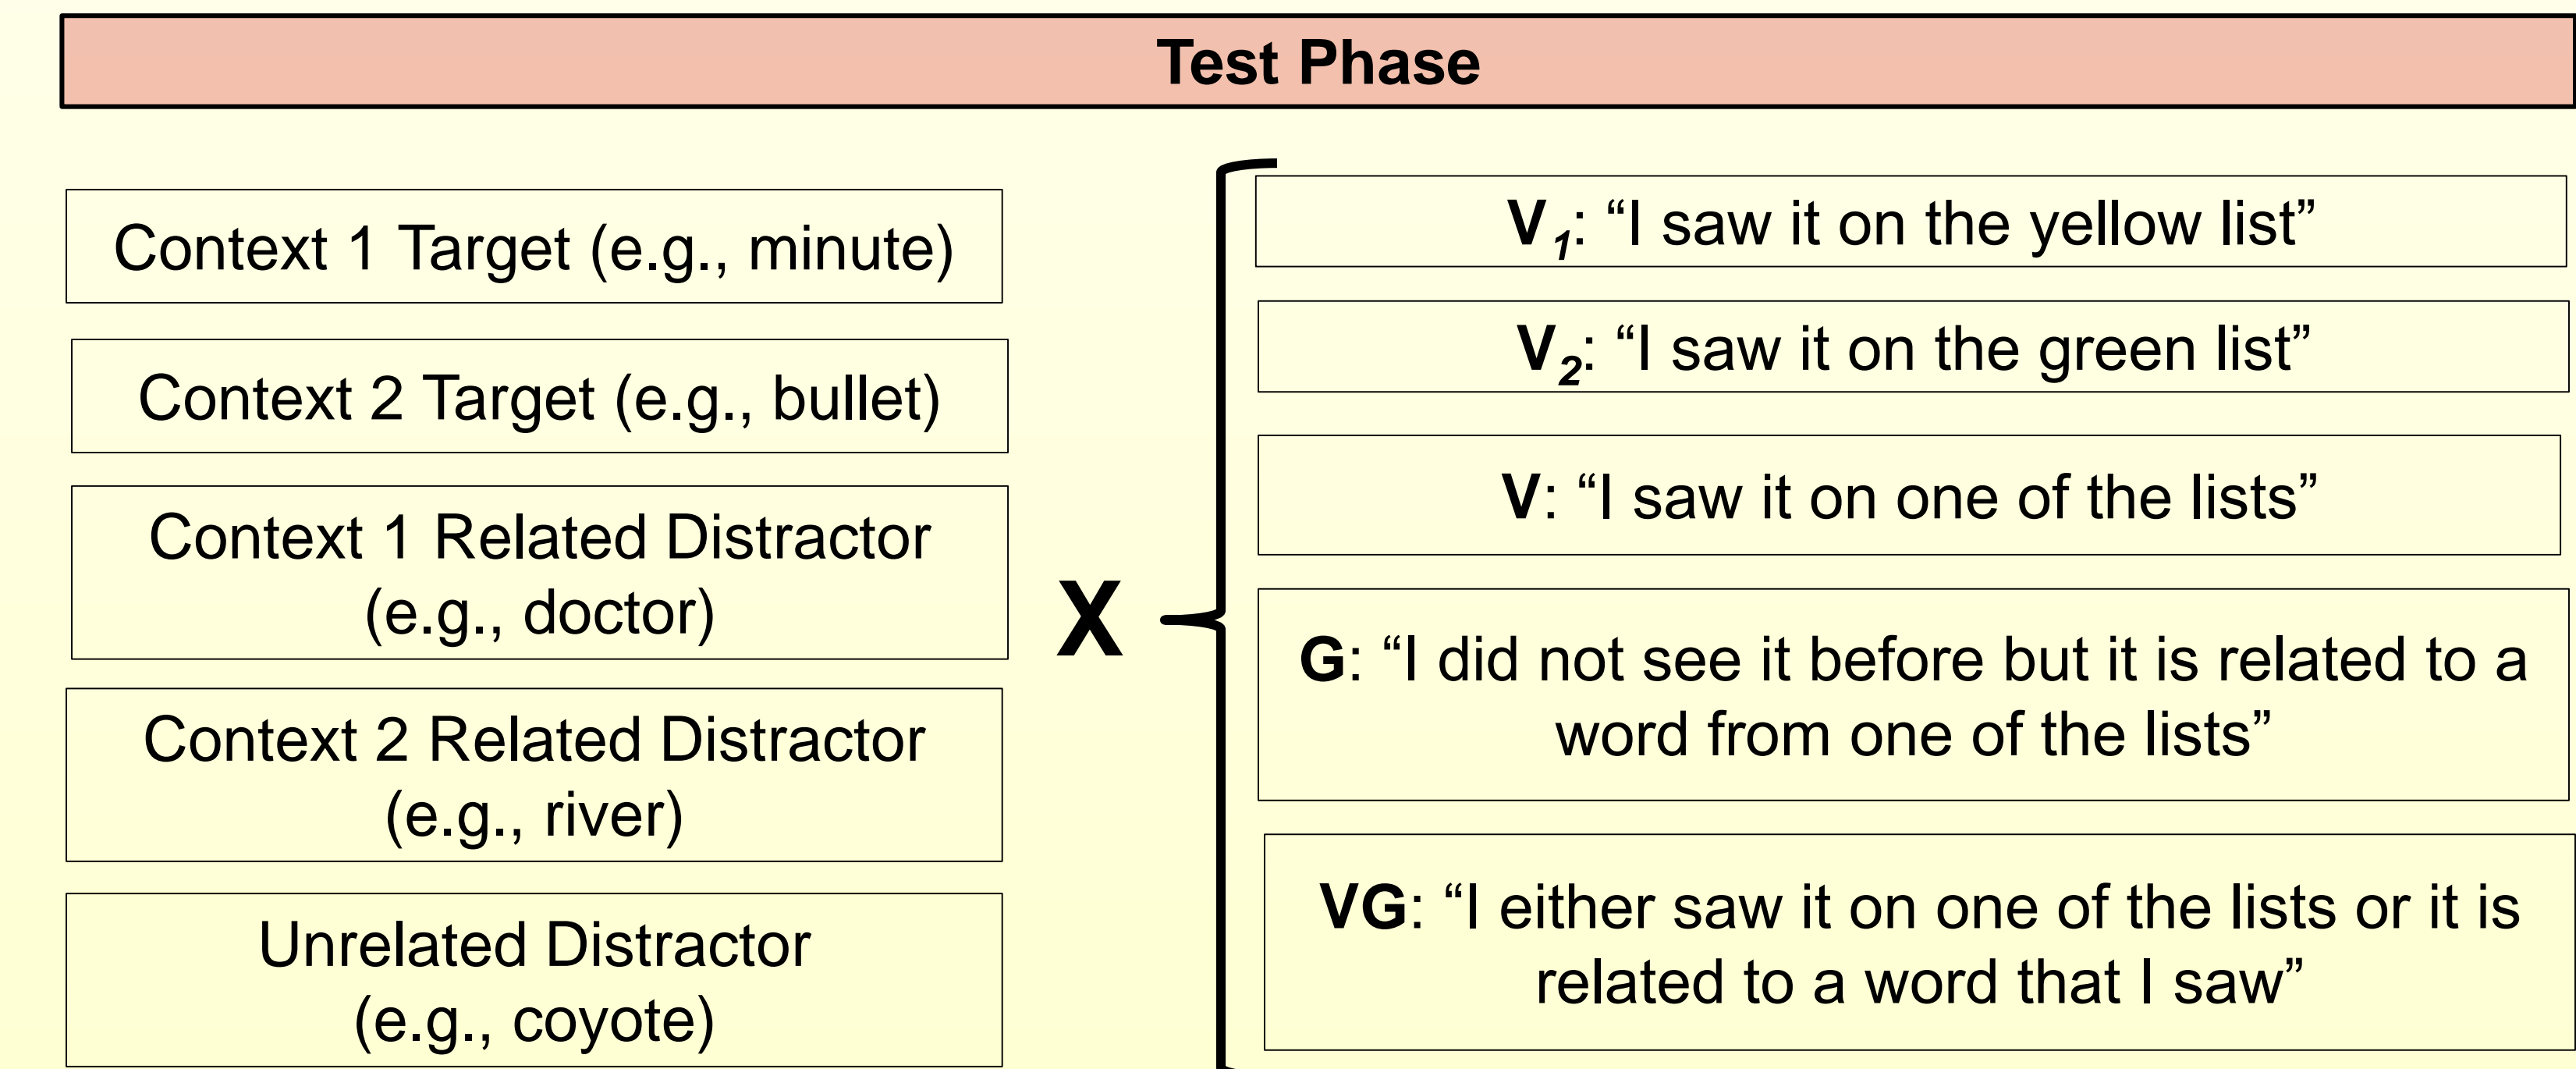 Test Phase
Context 1 Target (e.g., minute)
Context 2 Target (e.g., bullet)
Context 1 Related Distractor
(e.g., doctor)
Context 2 Related Distractor
(e.g., river)
Unrelated Distractor
(e.g., coyote)
X
V1: “I saw it on the yellow list”
V2: “I saw it on the green list”
V: “I saw it on one of the lists”
G: “I did not see it before but it is related to a
word from one of the lists”
VG: “I either saw it on one of the lists or it is
related to a word that I saw”